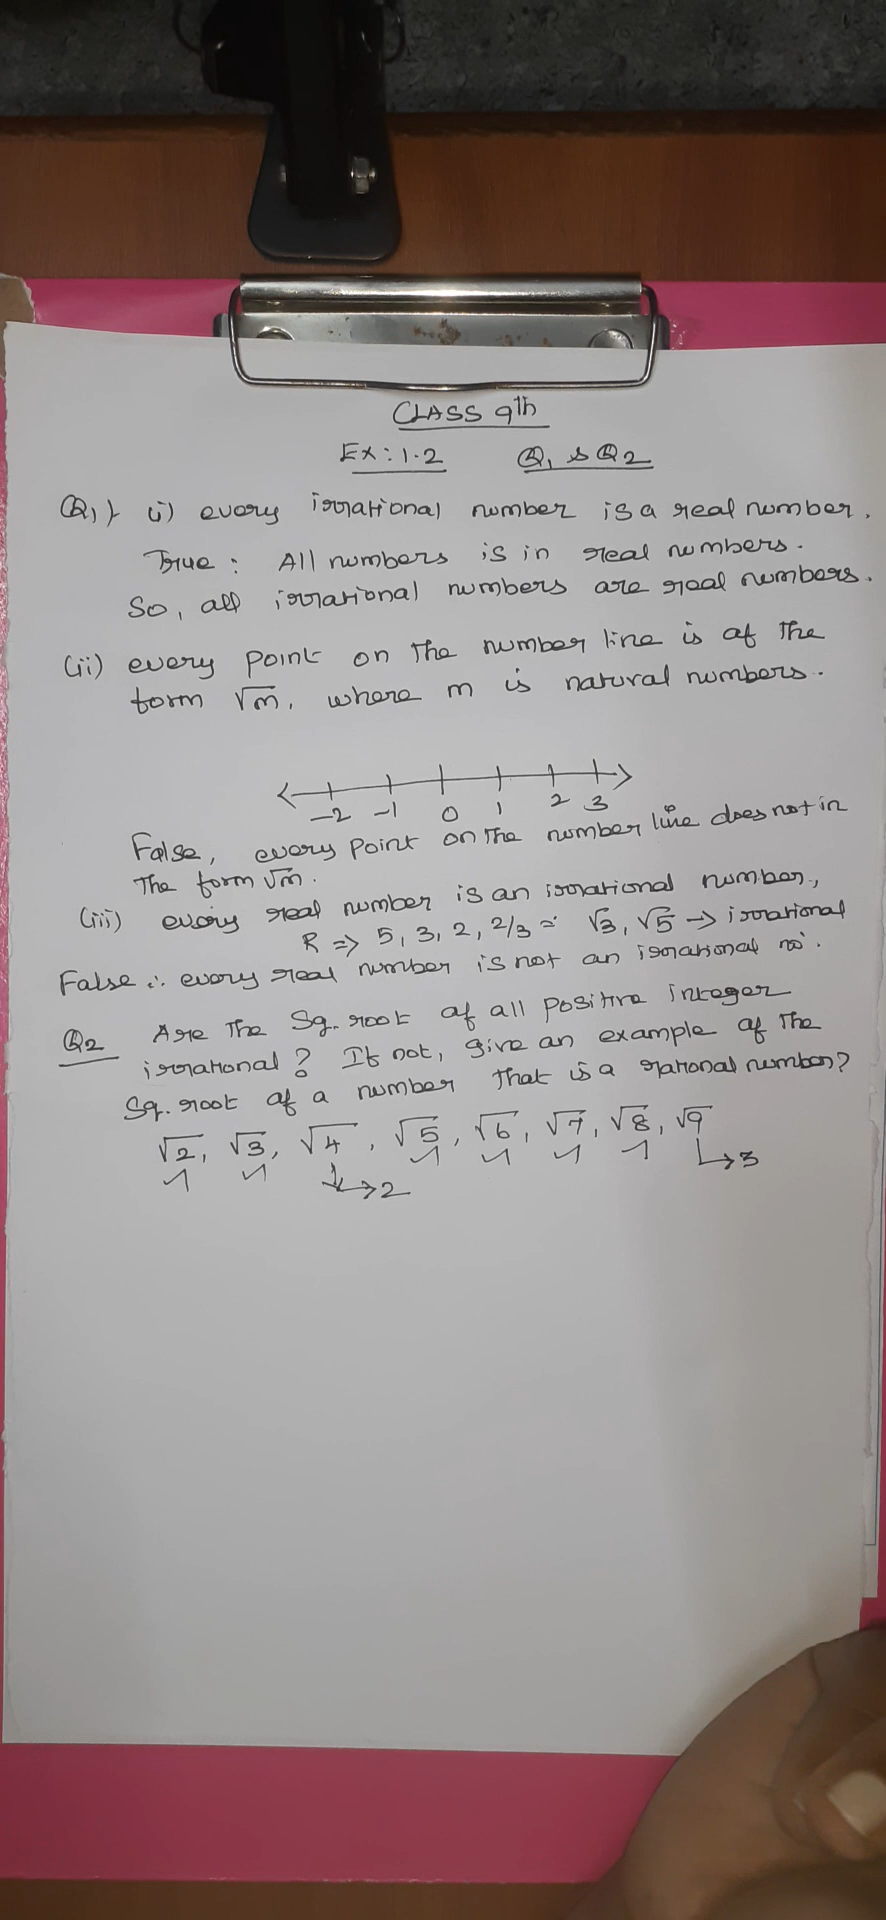 CLASS 9th
Ex: 1.2 Q1 & Q2
Q1} (i) every irrational number is a real number.
True: All numbers is in real numbers.
So, all irrational numbers are real numbers.
(ii) every point on the number line is of the
form √m, where m is natural numbers.
-2 -1 0 1 2 3
False, every point on the number line does not in
the form √m.
(iii) every real number is an irrational number,
R => 5, 3, 2, 2/3 = √3, √5 → irrational
False ∴ every real number is not an irrational no.
Q2 Are the Sq. root of all positive integer
irrational? If not, give an example of the
Sq. root of a number that is a rational number?
√2, √3, √4, √5, √6, √7, √8, √9
→2 →3